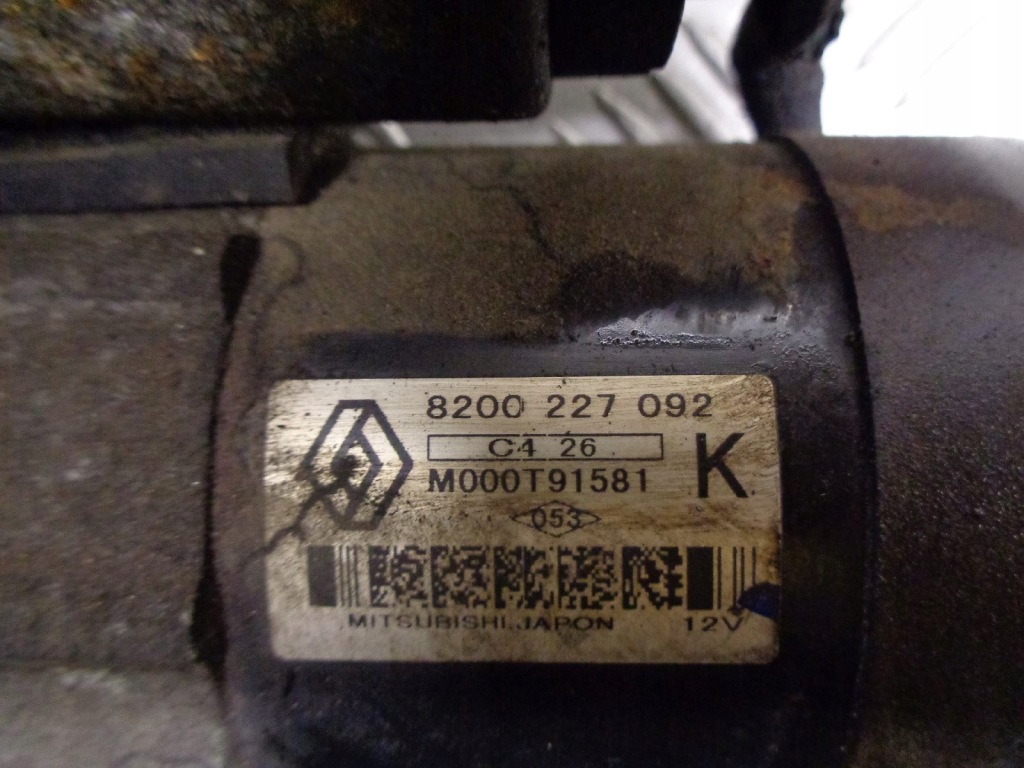 8200 227 092
C4 26
M000T91581
K
053
MITSUBISHI.JAPON 12V